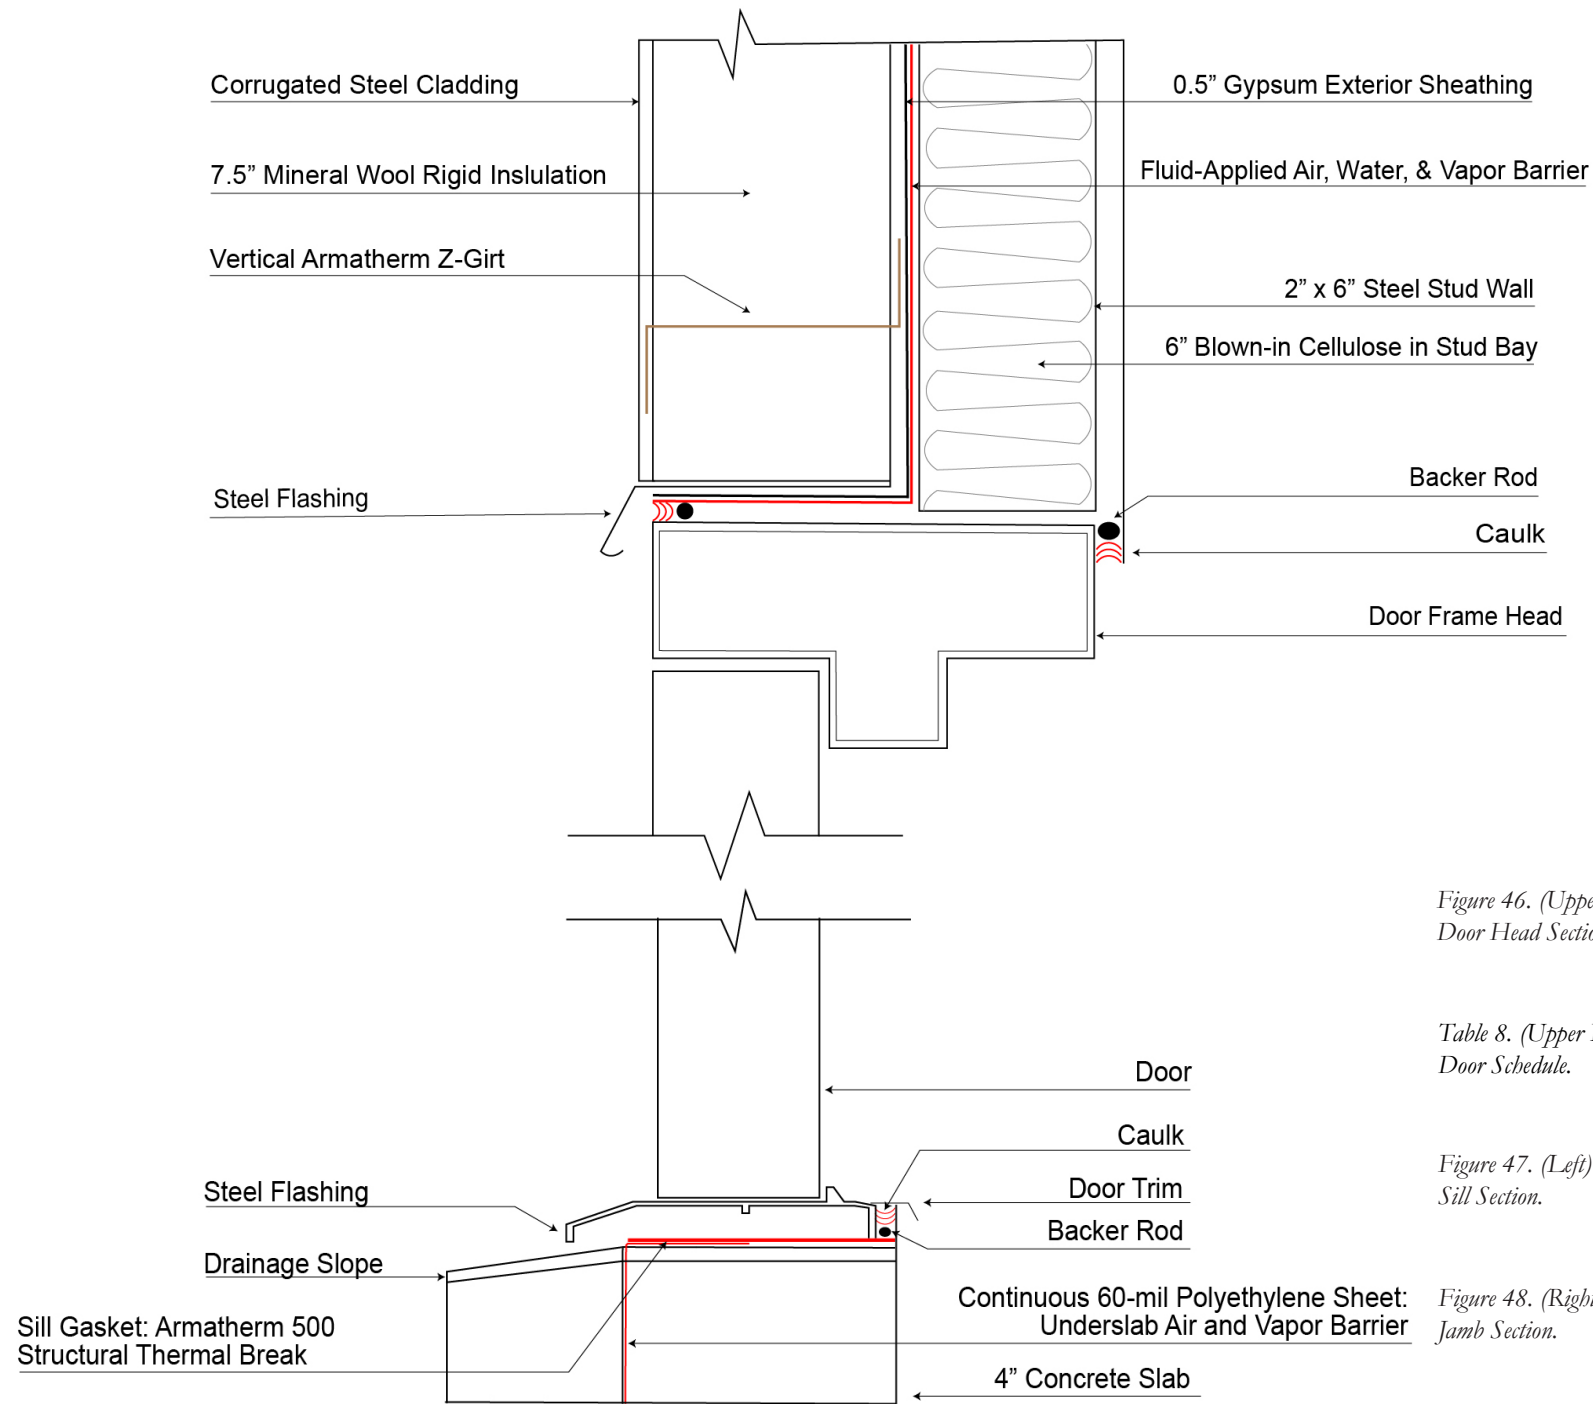 Corrugated Steel Cladding
7.5” Mineral Wool Rigid Inslulation
Vertical Armatherm Z-Girt
Steel Flashing
0.5” Gypsum Exterior Sheathing
Fluid-Applied Air, Water, & Vapor Barrier
2” x 6” Steel Stud Wall
6” Blown-in Cellulose in Stud Bay
Backer Rod
Caulk
Door Frame Head
Door
Caulk
Door Trim
Backer Rod
Steel Flashing
Drainage Slope
Sill Gasket: Armatherm 500
Structural Thermal Break
Continuous 60-mil Polyethylene Sheet:
Underslab Air and Vapor Barrier
4” Concrete Slab
Figure 46.
Door Head
Table 8. (Upper
Door Schedule.
Figure 47. (Left)
Sill Section.
Figure 48.
Jamb Section.